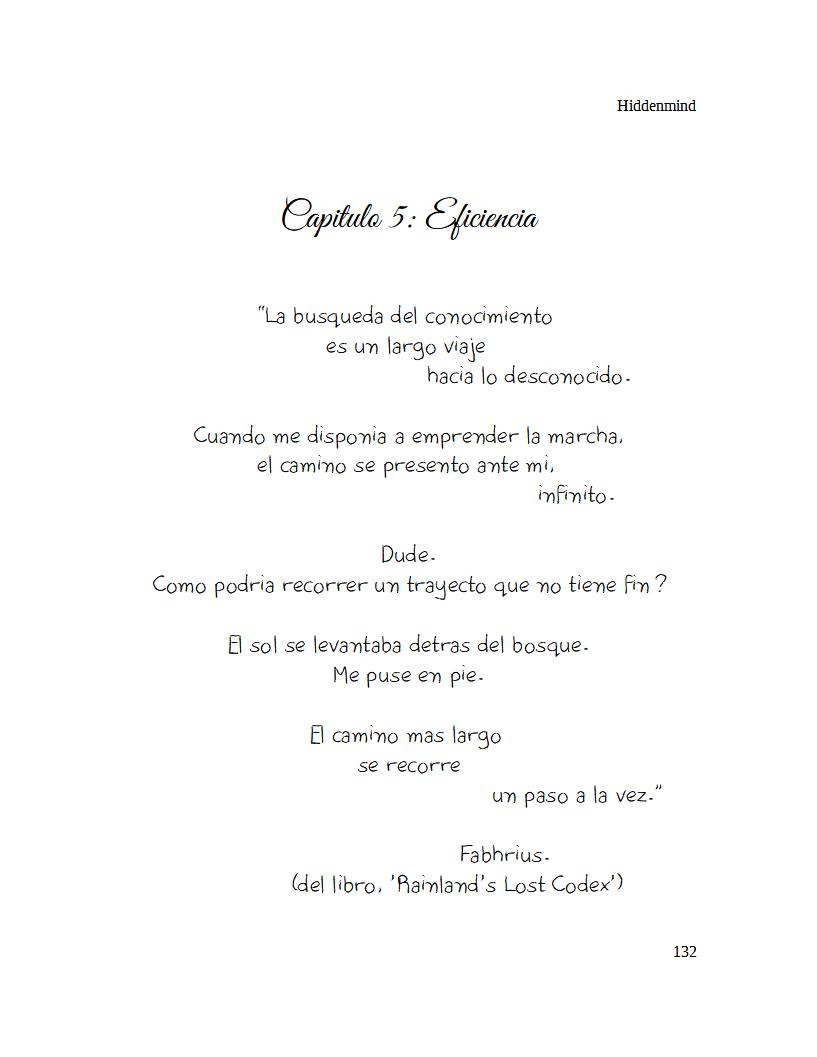 Hiddenmind
Capitulo 5: Eficiencia
"La busqueda del conocimiento
es un largo viaje
hacia lo desconocido.
Cuando me disponia a emprender la marcha,
el camino se presento ante mi,
infinito.
Dude.
Como podria recorrer un trayecto que no tiene fin?
El sol se levantaba detras del bosque.
Me puse en pie.
El camino mas largo
se recorre
un paso a la vez."
Fabhrius.
(del libro, 'Rainland's Lost Codex')
132